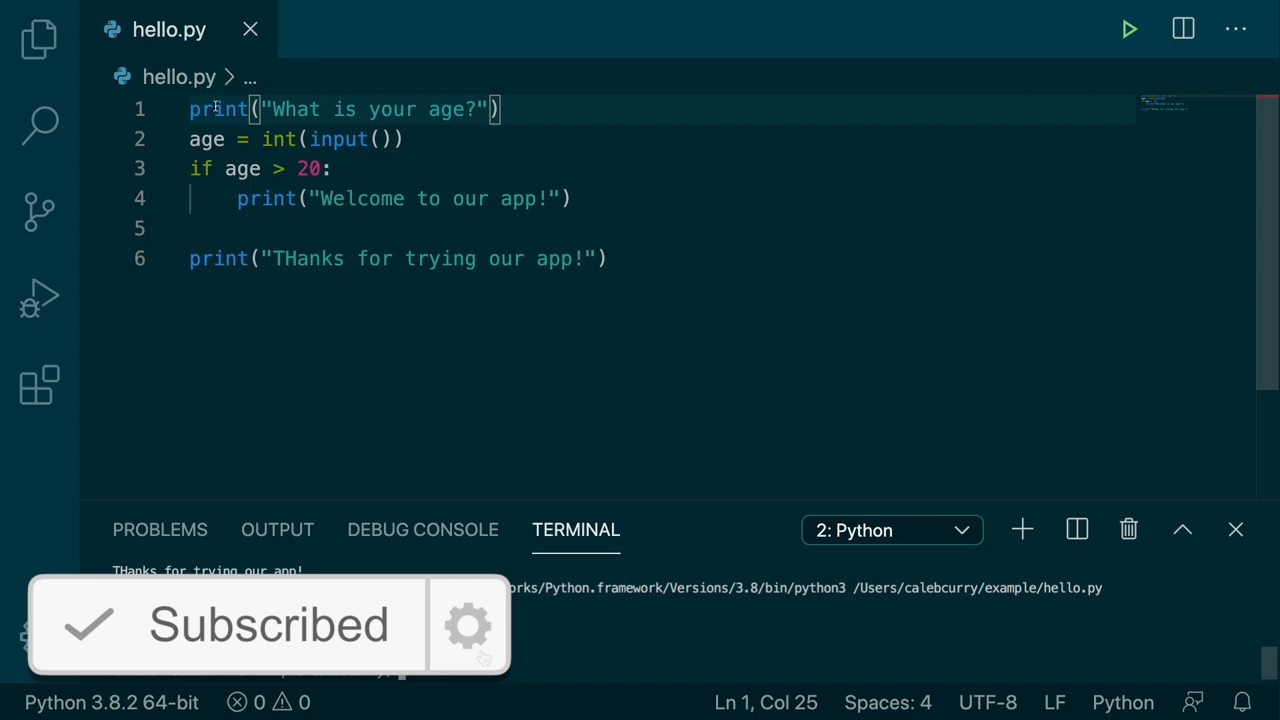 hello.py
hello.py > ...
1 print("What is your age?")
2 age = int(input())
3 if age > 20:
4     print("Welcome to our app!")
5
6 print("THanks for trying our app!")
PROBLEMS OUTPUT DEBUG CONSOLE TERMINAL 2: Python
THanks for trying our app!
orks/Python.framework/Versions/3.8/bin/python3 /Users/calebcurry/example/hello.py
Subscribed
Python 3.8.2 64-bit 0 0 Ln 1, Col 25 Spaces: 4 UTF-8 LF Python